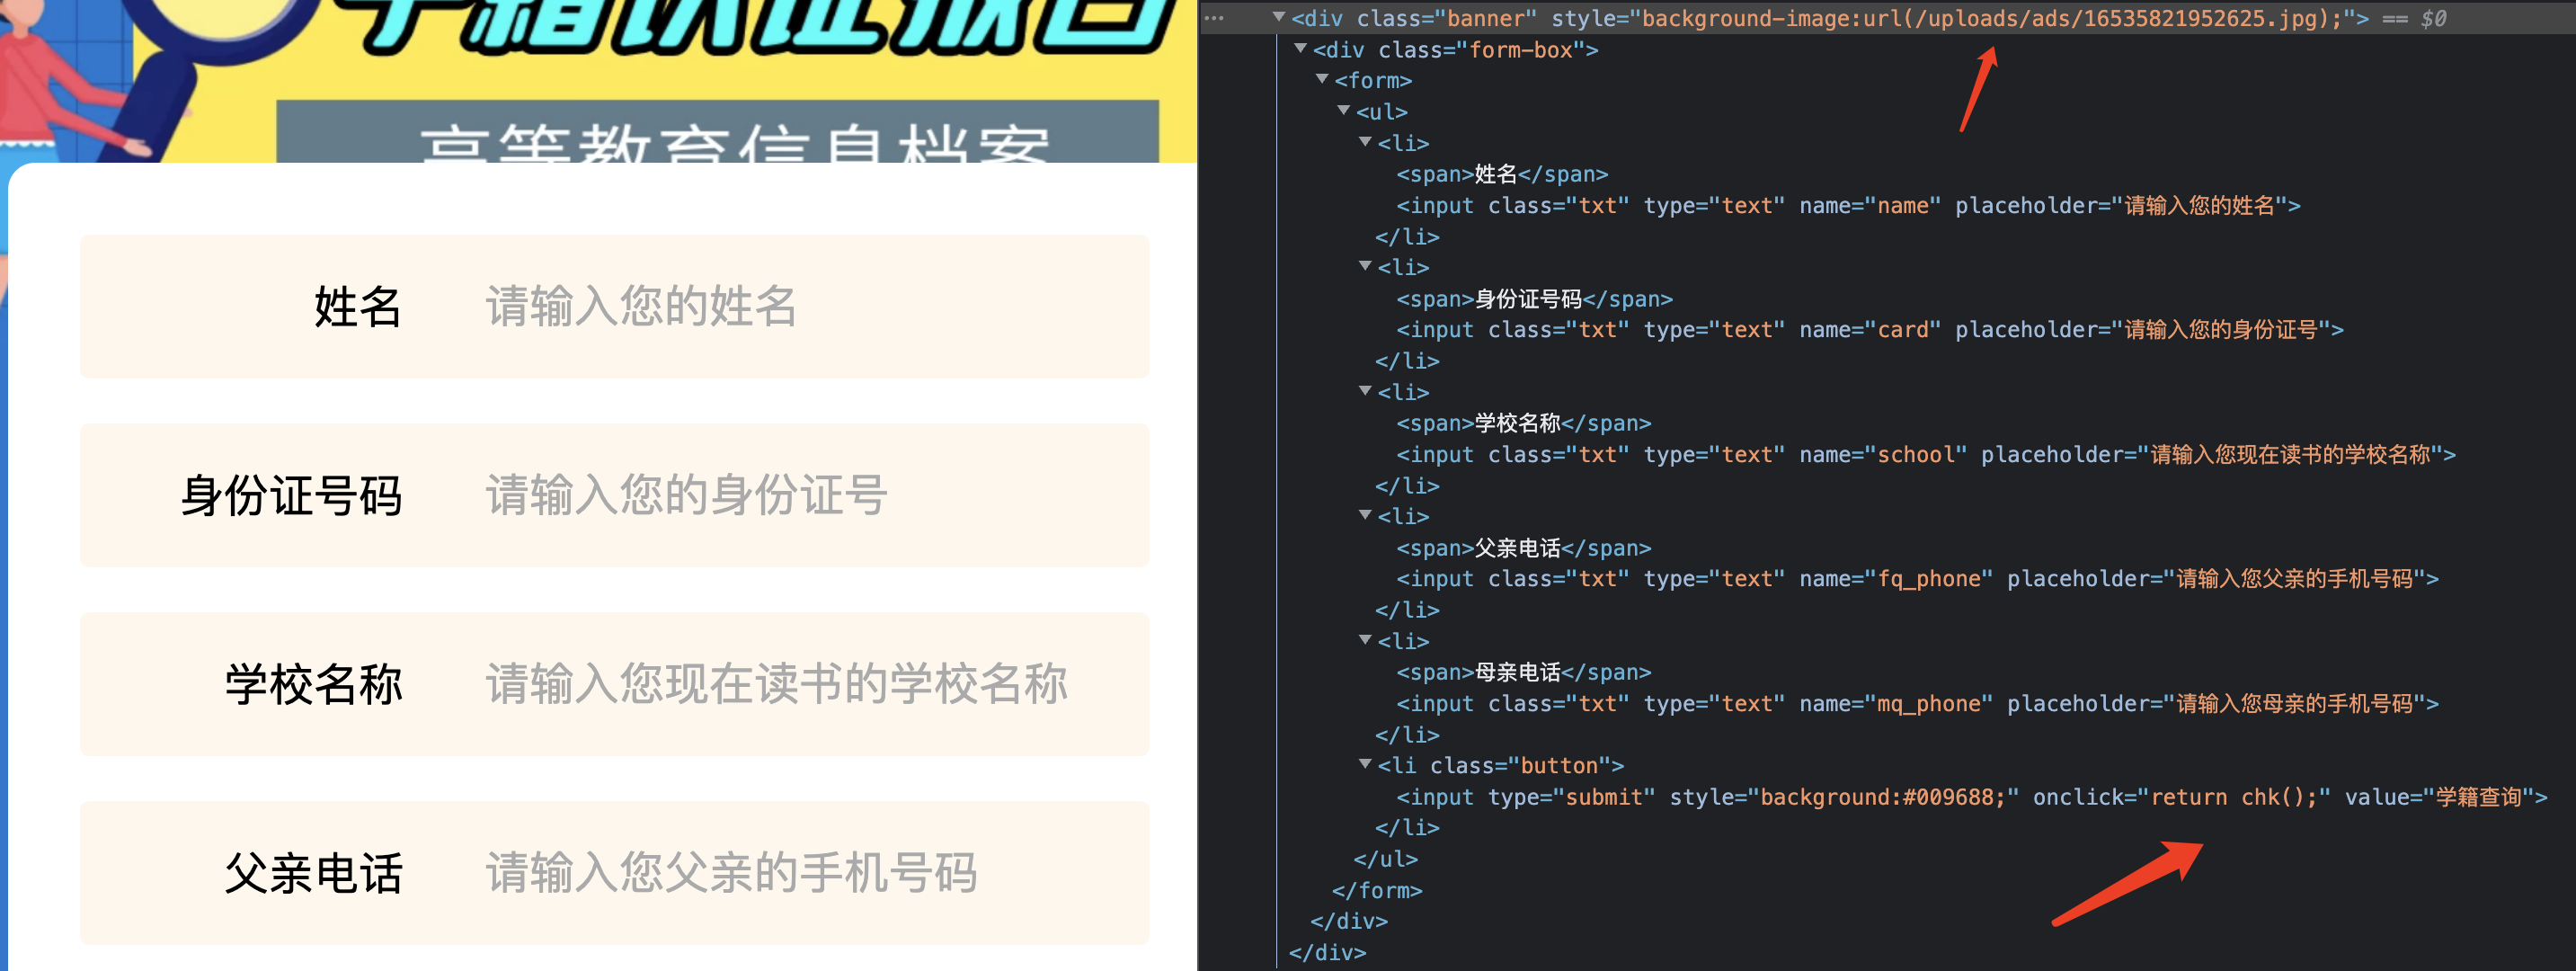 学籍认证报告
高等教育信息档案
姓名 请输入您的姓名
身份证号码 请输入您的身份证号
学校名称 请输入您现在读书的学校名称
父亲电话 请输入您父亲的手机号码
<div class="banner" style="background-image:url(/uploads/ads/16535821952625.jpg);"> == $0
<div class="form-box">
<form>
<ul>
<li>
<span>姓名</span>
<input class="txt" type="text" name="name" placeholder="请输入您的姓名">
</li>
<li>
<span>身份证号码</span>
<input class="txt" type="text" name="card" placeholder="请输入您的身份证号">
</li>
<li>
<span>学校名称</span>
<input class="txt" type="text" name="school" placeholder="请输入您现在读书的学校名称">
</li>
<li>
<span>父亲电话</span>
<input class="txt" type="text" name="fq_phone" placeholder="请输入您父亲的手机号码">
</li>
<li>
<span>母亲电话</span>
<input class="txt" type="text" name="mq_phone" placeholder="请输入您母亲的手机号码">
</li>
<li class="button">
<input type="submit" style="background:#009688;" onclick="return chk();" value="学籍查询">
</li>
</ul>
</form>
</div>
</div>